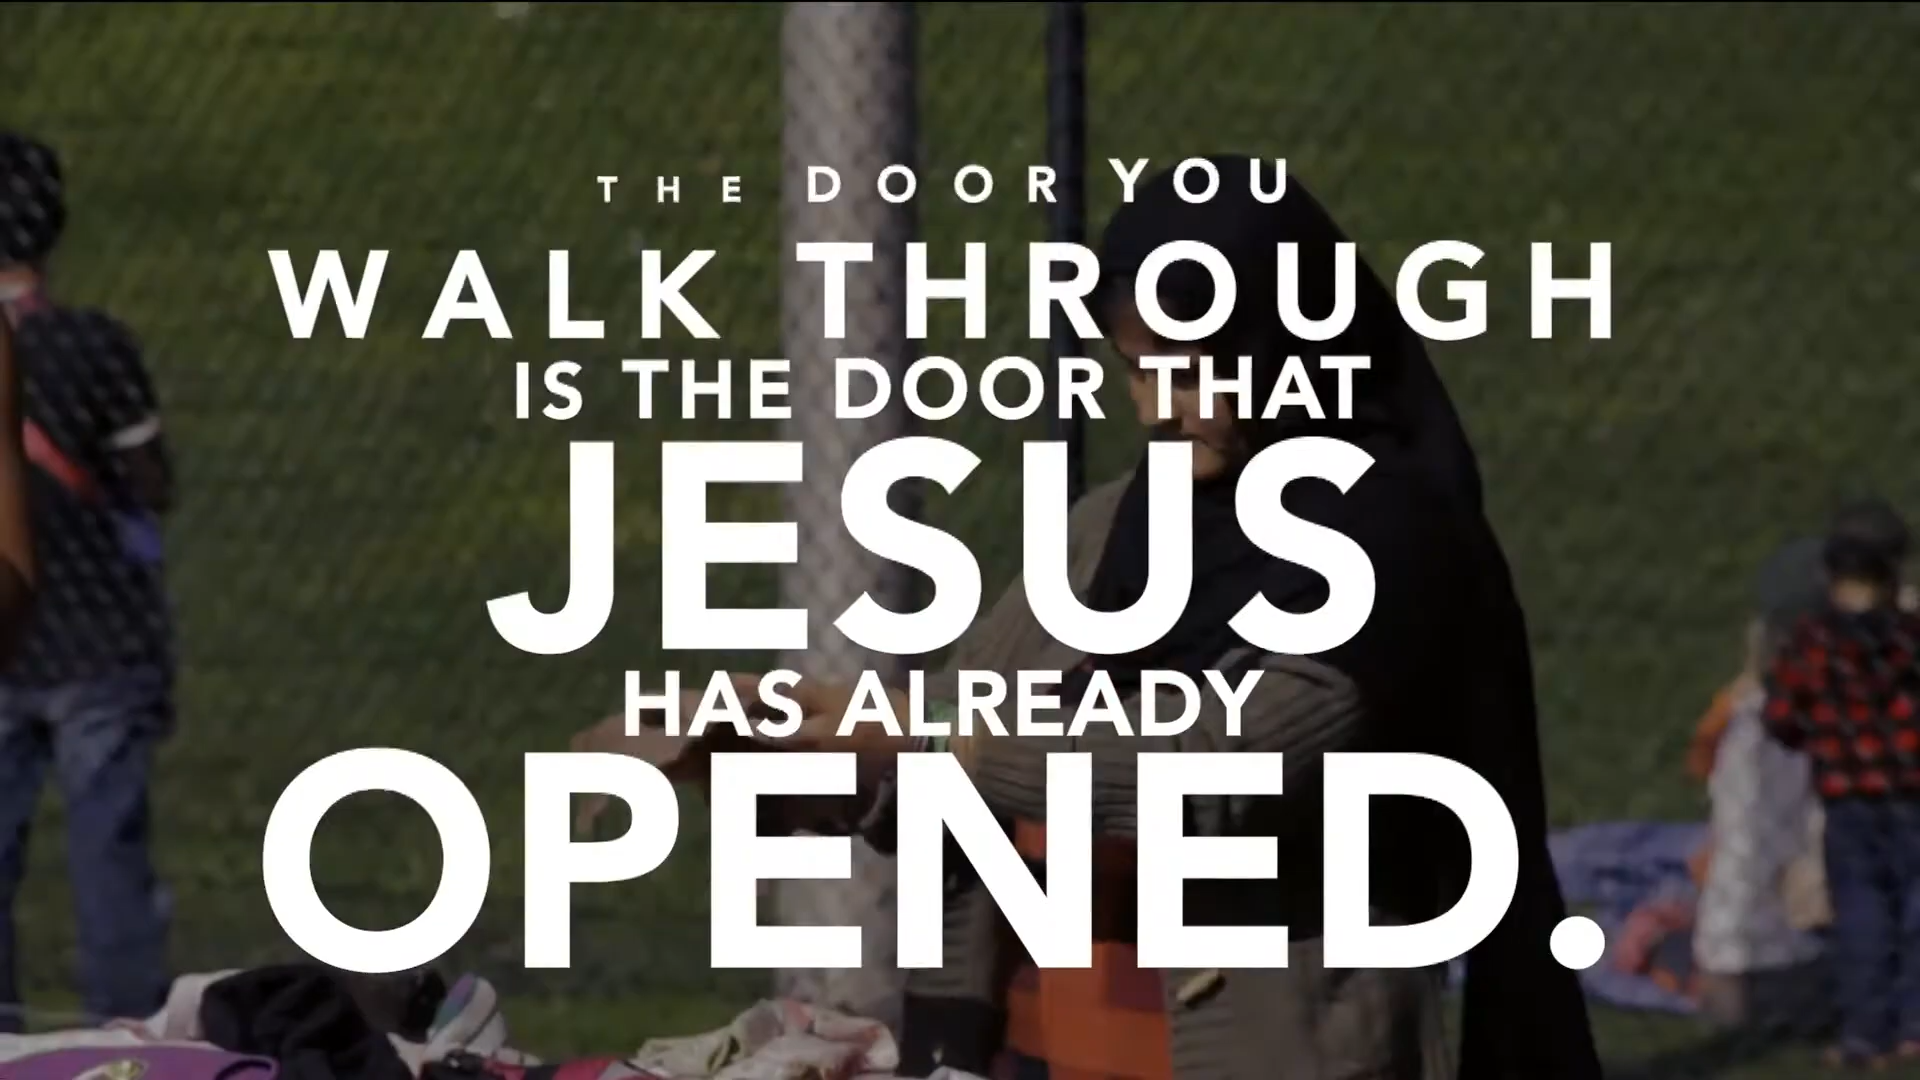 THE DOOR YOU
WALK THROUGH
IS THE DOOR THAT
JESUS
HAS ALREADY
OPENED.